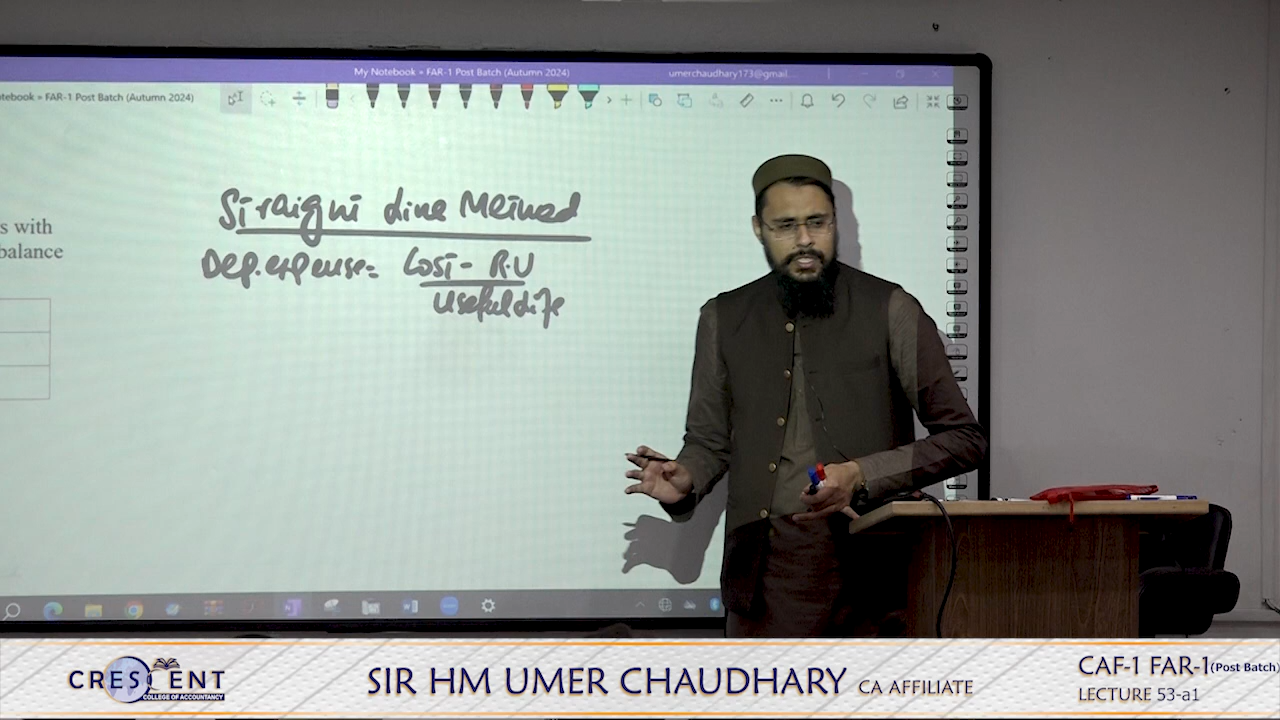 My Notebook » FAR-1 Post Batch (Autumn 2024)
umerchaudhary173@gmail...
tebook » FAR-1 Post Batch (Autumn 2024)
Straight Line Method
s with
balance
Dep.expense = Cost - R.V
Useful Life
CRESCENT
COLLEGE OF ACCOUNTANCY
SIR HM UMER CHAUDHARY CA AFFILIATE
CAF-1 FAR-1 (Post Batch)
LECTURE 53-a1